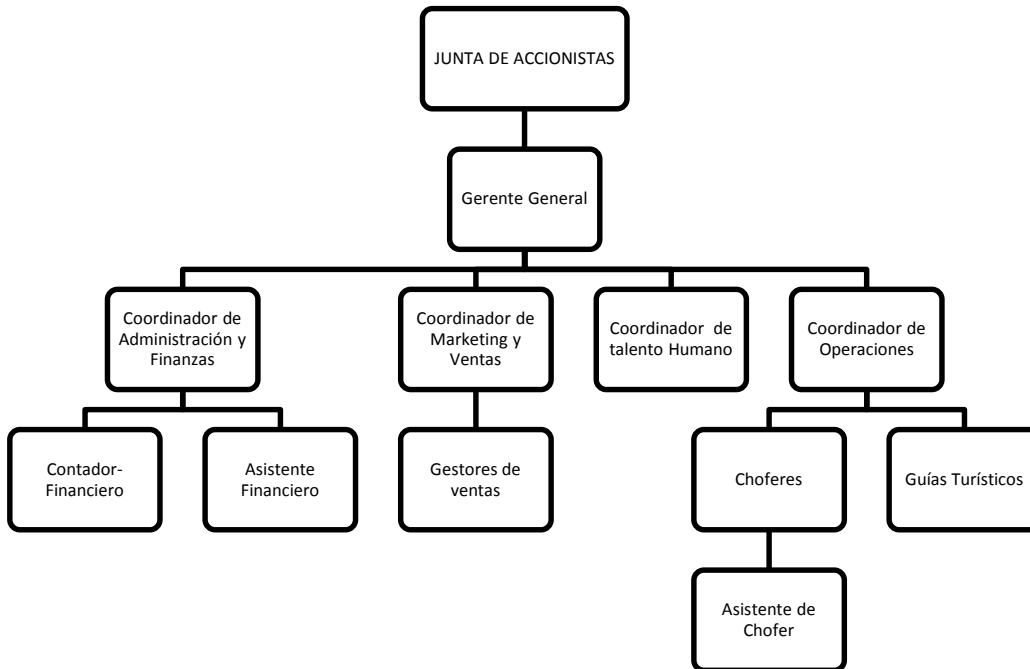 JUNTA DE ACCIONISTAS
Gerente General
Coordinador de
Administración y
Finanzas
Coordinador de
Marketing y
Ventas
Coordinador de
talento Humano
Coordinador de
Operaciones
Contador-
Financiero
Asistente
Financiero
Gestores de
ventas
Choferes
Guías Turísticos
Asistente de
Chofer